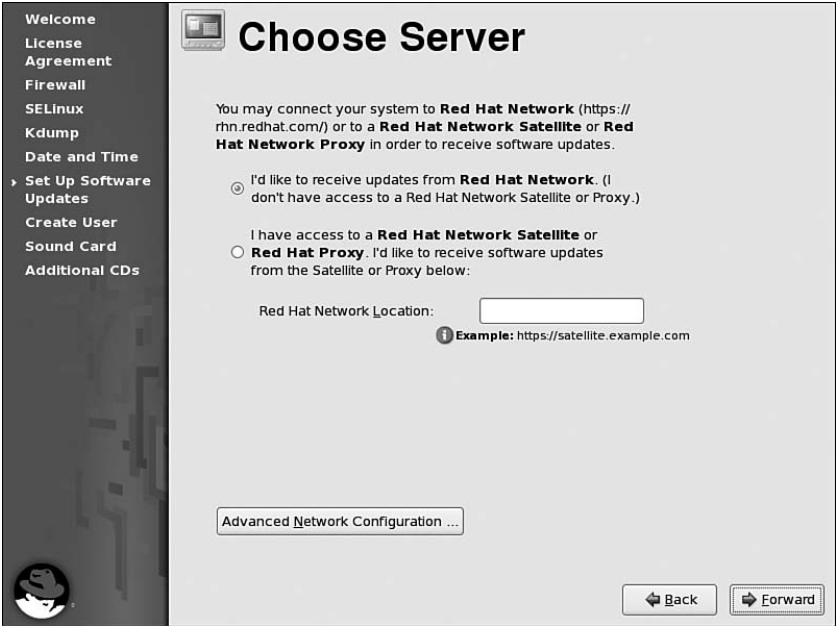 Welcome
License
Agreement
Firewall
SELinux
Kdump
Date and Time
Set Up Software
Updates
Create User
Sound Card
Additional CDs
Choose Server
You may connect your system to Red Hat Network (https://
rhn.redhat.com/) or to a Red Hat Network Satellite or Red
Hat Network Proxy in order to receive software updates.
I'd like to receive updates from Red Hat Network. (I
don't have access to a Red Hat Network Satellite or Proxy.)
I have access to a Red Hat Network Satellite or
Red Hat Proxy. I'd like to receive software updates
from the Satellite or Proxy below:
Red Hat Network Location:
Example: https://satellite.example.com
Advanced Network Configuration ...
Back
Forward